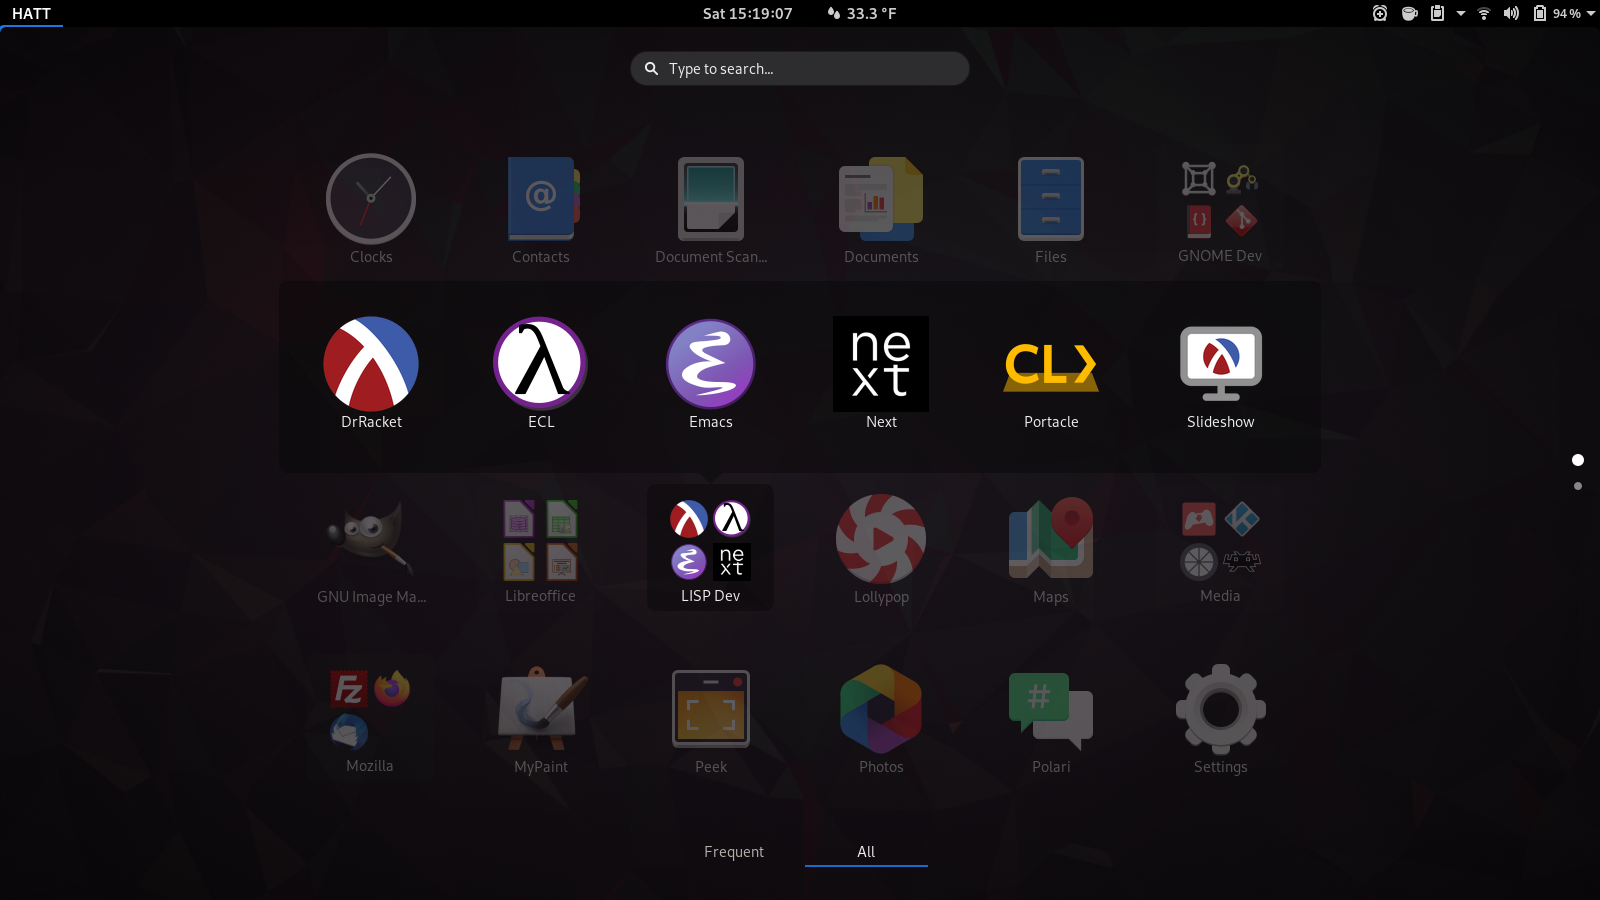 HATT
Sat 15:19:07
33.3 °F
94 %
Type to search...
@
Clocks
Contacts
Document Scan...
Documents
Files
{ }
GNOME Dev
λ
ne
xt
CL❯
DrRacket
ECL
Emacs
Next
Portacle
Slideshow
λ
ne
xt
GNU Image Ma...
Libreoffice
LISP Dev
Lollypop
Maps
Media
Fz
#
Mozilla
MyPaint
Peek
Photos
Polari
Settings
Frequent
All